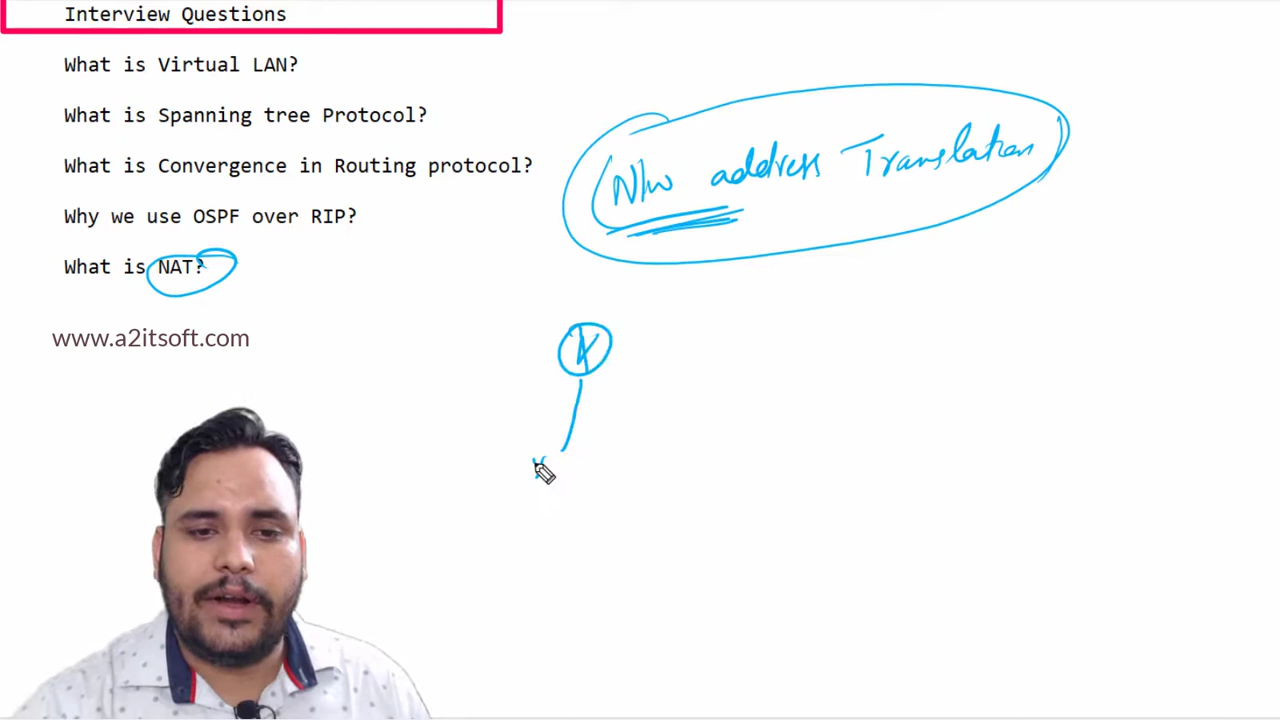 Interview Questions
What is Virtual LAN?
What is Spanning tree Protocol?
What is Convergence in Routing protocol?
Why we use OSPF over RIP?
What is NAT?
N/w address Translation
www.a2itsoft.com